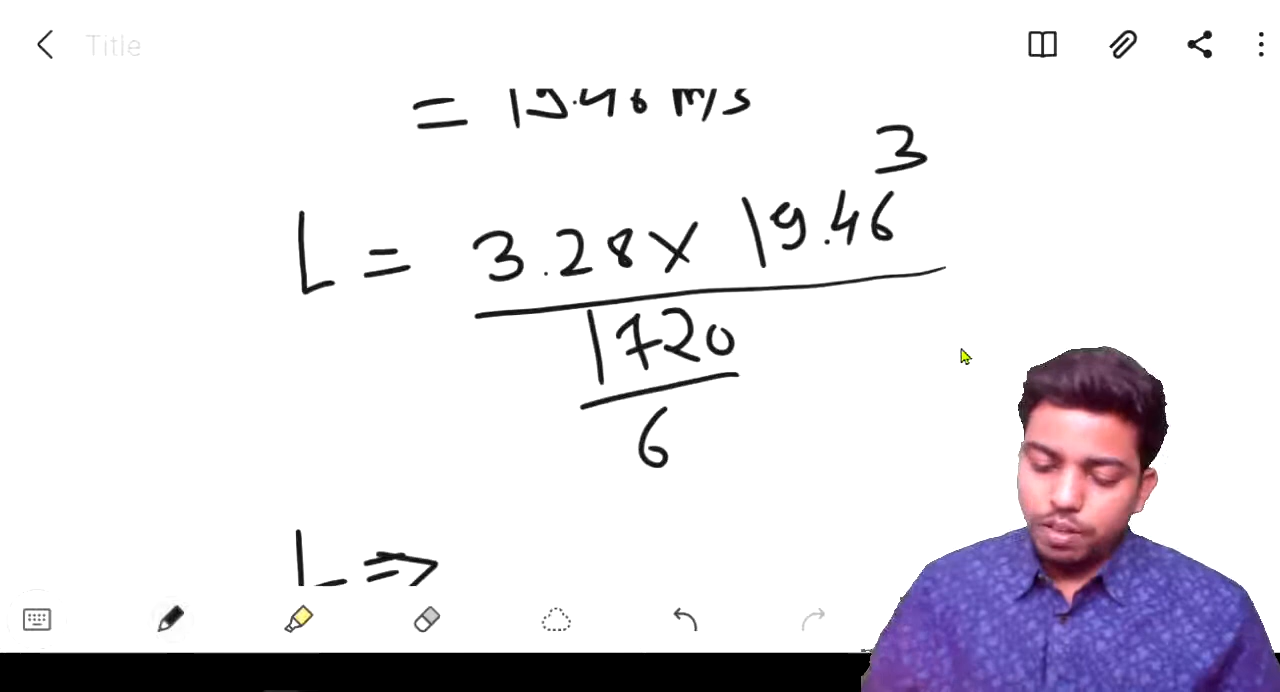 Title
= 19.46 m/s
3
L = 3.28 × 19.46
1720
6
L =>